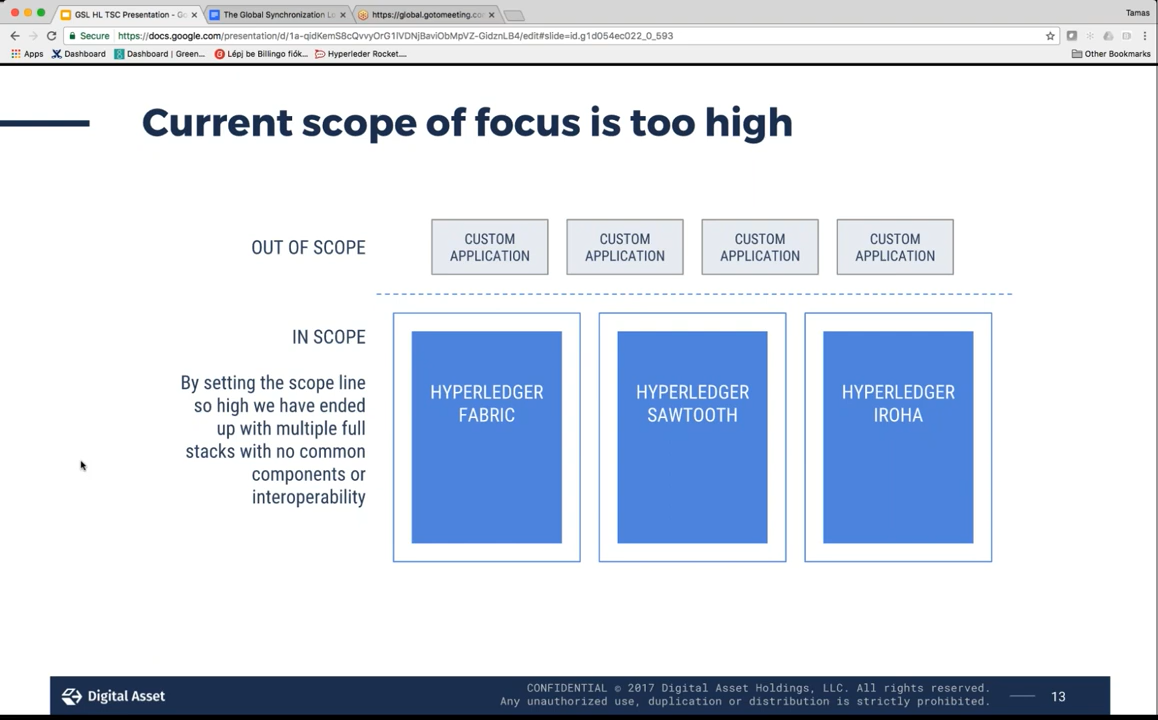 GSL HL TSC Presentation - Go
The Global Synchronization Lo
https://global.gotomeeting.co
Tamas
Secure https://docs.google.com/presentation/d/1a-qidKemS8cQvvyOrG1IVDNjBaviObMpVZ-GidznLB4/edit#slide=id.g1d054ec022_0_593
Apps Dashboard Dashboard | Green... Lépj be Billingo fiók... Hyperleder Rocket.... Other Bookmarks
Current scope of focus is too high
OUT OF SCOPE
CUSTOM
APPLICATION
CUSTOM
APPLICATION
CUSTOM
APPLICATION
CUSTOM
APPLICATION
IN SCOPE
By setting the scope line
so high we have ended
up with multiple full
stacks with no common
components or
interoperability
HYPERLEDGER
FABRIC
HYPERLEDGER
SAWTOOTH
HYPERLEDGER
IROHA
Digital Asset
CONFIDENTIAL © 2017 Digital Asset Holdings, LLC. All rights reserved.
Any unauthorized use, duplication or distribution is strictly prohibited.
13